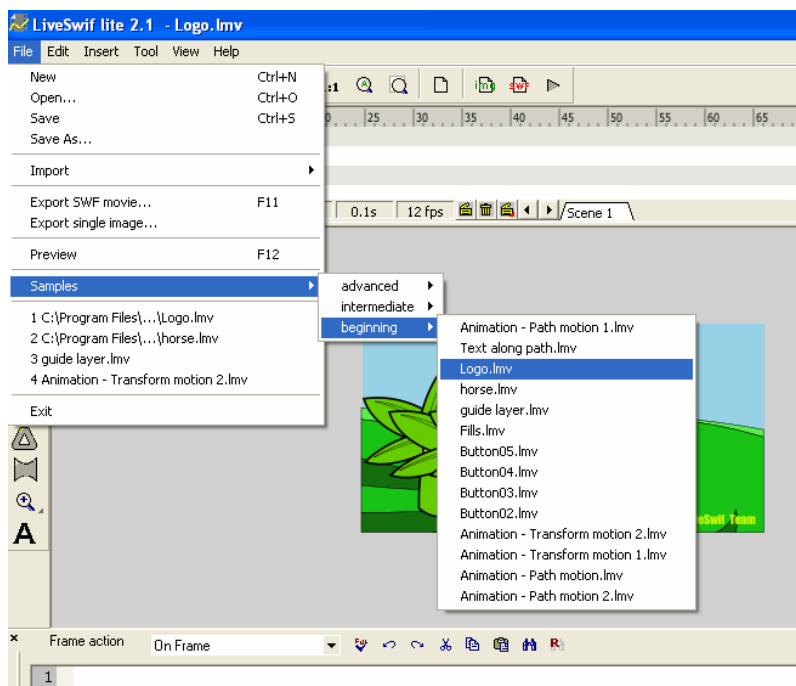 LiveSwif lite 2.1 - Logo.lmv
File Edit Insert Tool View Help
New Ctrl+N
Open... Ctrl+O
Save Ctrl+S
Save As...
Import
Export SWF movie... F11
Export single image...
Preview F12
Samples
1 C:\Program Files\...\Logo.lmv
2 C:\Program Files\...\horse.lmv
3 guide layer.lmv
4 Animation - Transform motion 2.lmv
Exit
:1 img swf
25 30 35 40 45 50 55 60 65
0.1s 12 fps Scene 1
advanced
intermediate
beginning
Animation - Path motion 1.lmv
Text along path.lmv
Logo.lmv
horse.lmv
guide layer.lmv
Fills.lmv
Button05.lmv
Button04.lmv
Button03.lmv
Button02.lmv
Animation - Transform motion 2.lmv
Animation - Transform motion 1.lmv
Animation - Path motion.lmv
Animation - Path motion 2.lmv
eSwif Team
A
Frame action On Frame
1